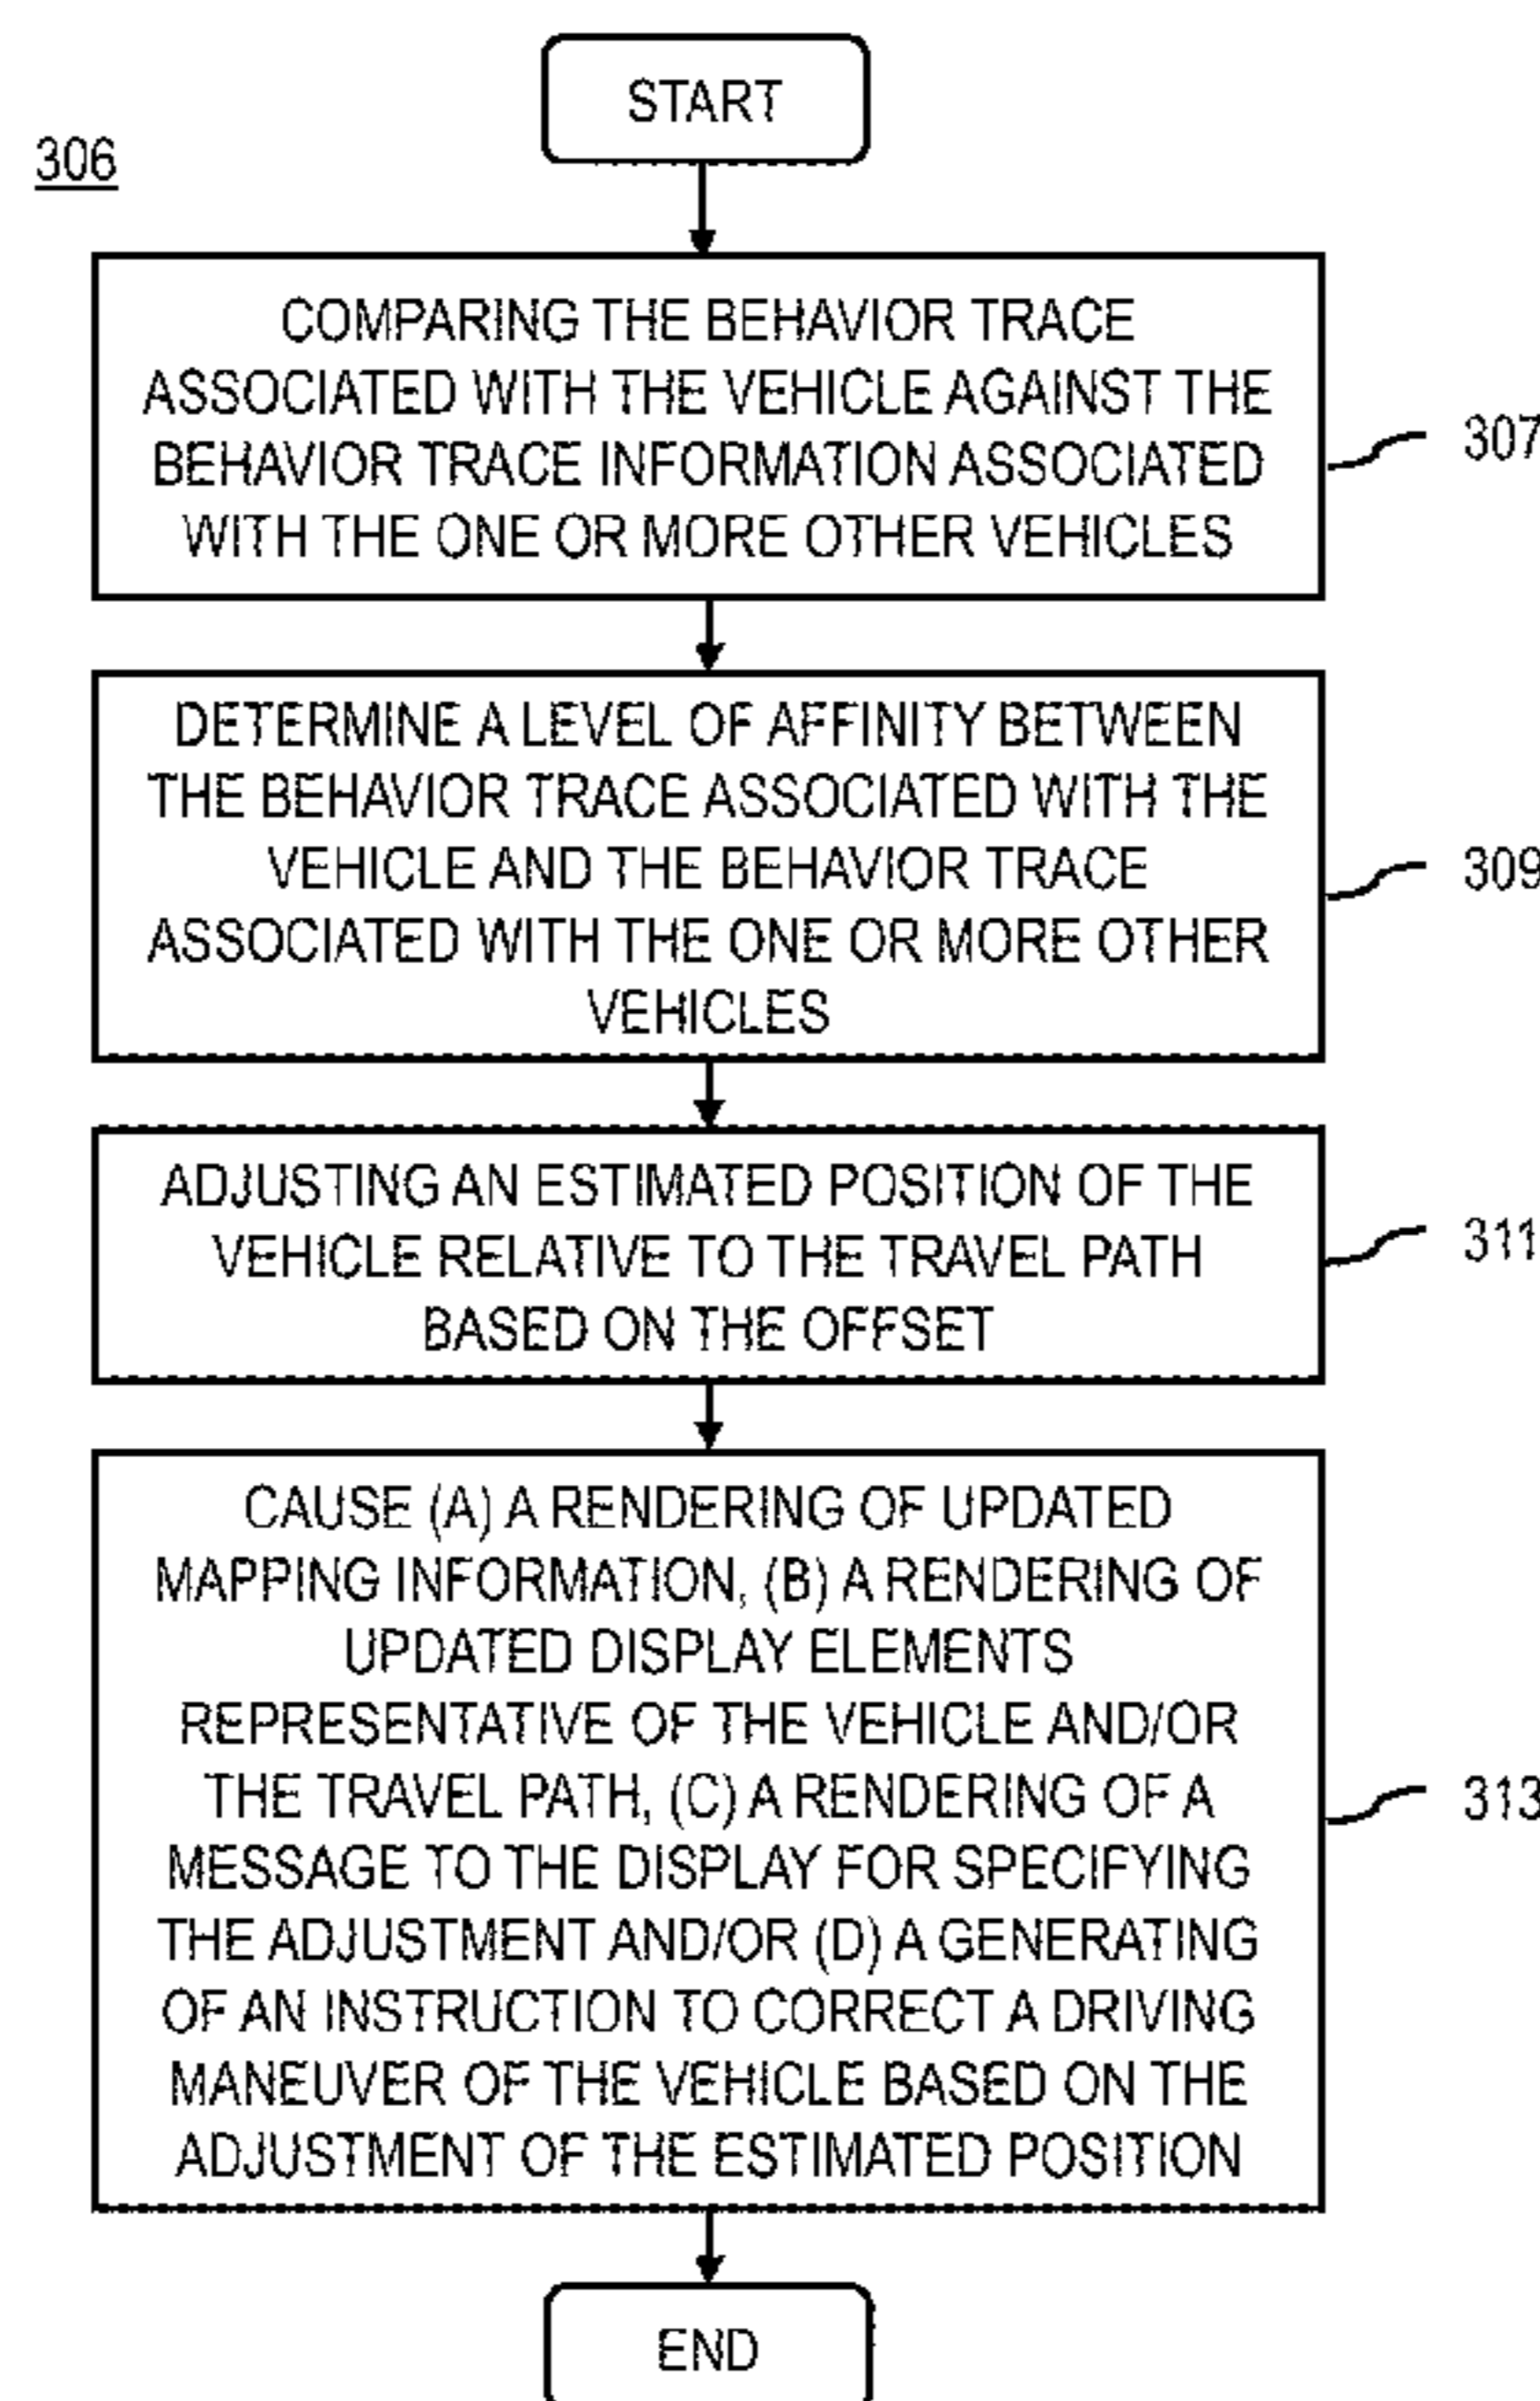 START
306
COMPARING THE BEHAVIOR TRACE
ASSOCIATED WITH THE VEHICLE AGAINST THE
BEHAVIOR TRACE INFORMATION ASSOCIATED
WITH THE ONE OR MORE OTHER VEHICLES
307
DETERMINE A LEVEL OF AFFINITY BETWEEN
THE BEHAVIOR TRACE ASSOCIATED WITH THE
VEHICLE AND THE BEHAVIOR TRACE
ASSOCIATED WITH THE ONE OR MORE OTHER
VEHICLES
309
ADJUSTING AN ESTIMATED POSITION OF THE
VEHICLE RELATIVE TO THE TRAVEL PATH
BASED ON THE OFFSET
311
CAUSE (A) A RENDERING OF UPDATED
MAPPING INFORMATION, (B) A RENDERING OF
UPDATED DISPLAY ELEMENTS
REPRESENTATIVE OF THE VEHICLE AND/OR
THE TRAVEL PATH, (C) A RENDERING OF A
MESSAGE TO THE DISPLAY FOR SPECIFYING
THE ADJUSTMENT AND/OR (D) A GENERATING
OF AN INSTRUCTION TO CORRECT A DRIVING
MANEUVER OF THE VEHICLE BASED ON THE
ADJUSTMENT OF THE ESTIMATED POSITION
313
END